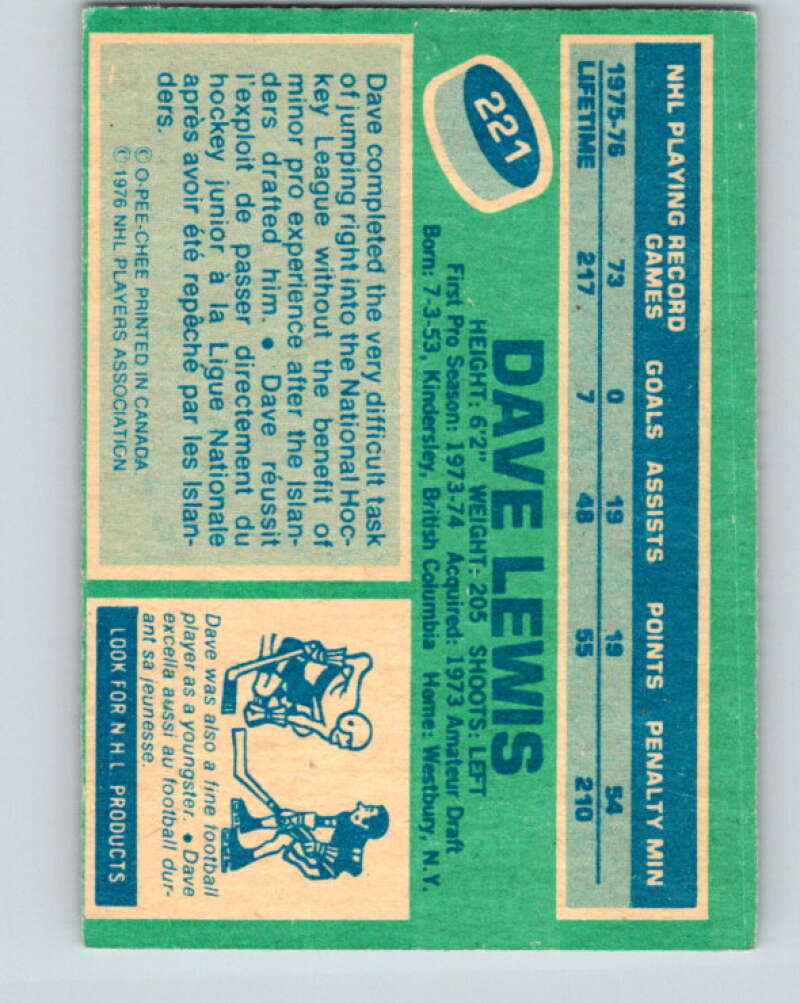 NHL PLAYING RECORD
GAMES GOALS ASSISTS POINTS PENALTY MIN
1975-76 73 0 19 19 54
LIFETIME 217 7 48 55 210
221
DAVE LEWIS
HEIGHT: 6'2" WEIGHT: 205 SHOOTS: LEFT
First Pro Season: 1973-74 Acquired: 1973 Amateur Draft
Born: 7-3-53, Kindersley, British Columbia Home: Westbury, N.Y.
Dave completed the very difficult task
of jumping right into the National Hoc-
key League without the benefit of
minor pro experience after the Islan-
ders drafted him. • Dave réussit
l'exploit de passer directement du
hockey junior à la Ligue Nationale
après avoir été repêché par les Islan-
ders.
© O-PEE-CHEE PRINTED IN CANADA
© 1976 NHL PLAYERS ASSOCIATION
Dave was also a fine football
player as a youngster. • Dave
excella aussi au football dur-
ant sa jeunesse.
LOOK FOR N.H.L. PRODUCTS